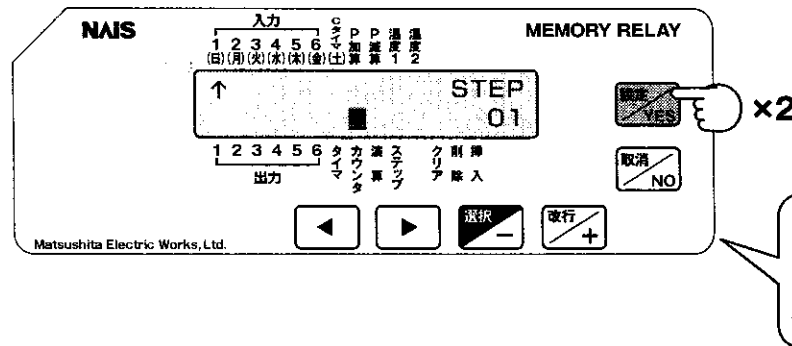 NAiS
MEMORY RELAY
入力
1 2 3 4 5 6 Cタイマ P加算 P減算 温度1 温度2
(日)(月)(火)(水)(木)(金)(土)
↑ STEP
01
1 2 3 4 5 6 タイマ カウンタ 演算 ステップ クリア 削除 挿入
出力
設定/YES
×2
取消/NO
◀ ▶ 選択/− 改行/+
Matsushita Electric Works, Ltd.